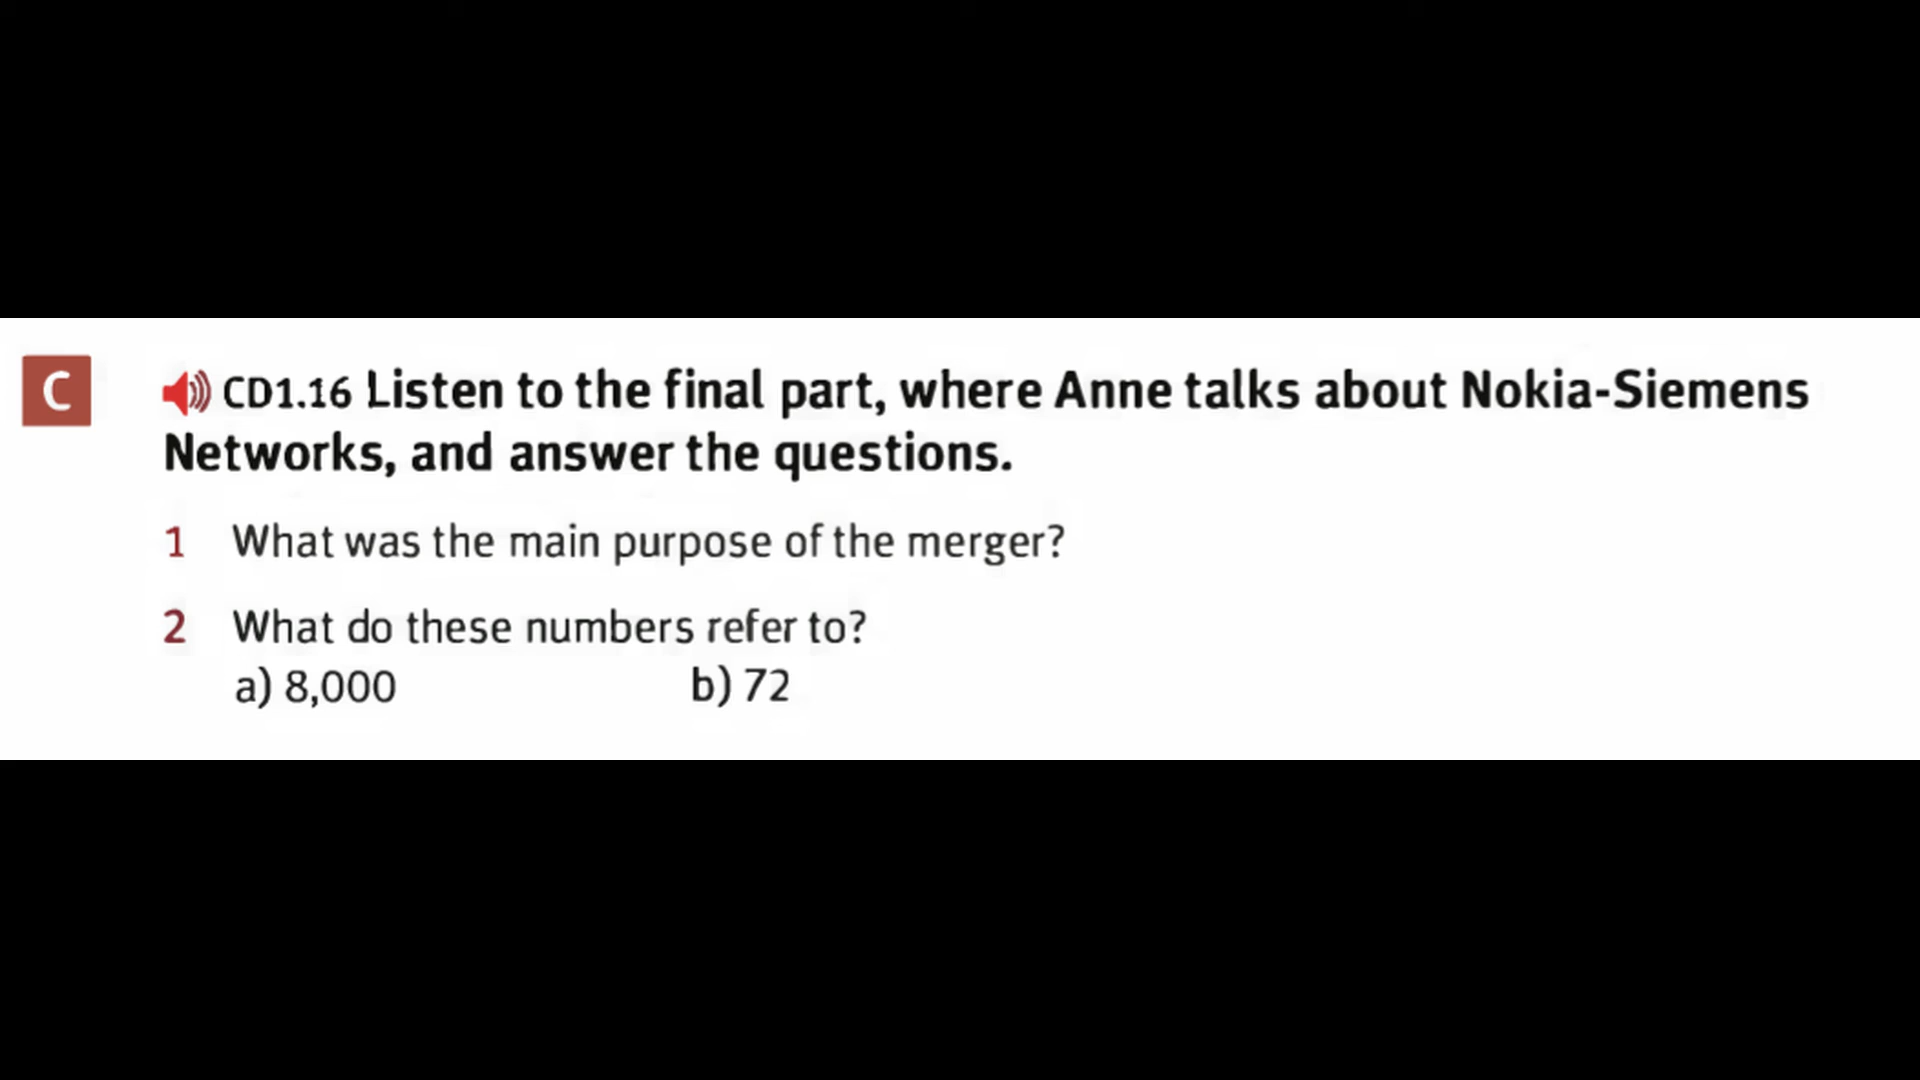 C
CD1.16 Listen to the final part, where Anne talks about Nokia-Siemens
Networks, and answer the questions.
1 What was the main purpose of the merger?
2 What do these numbers refer to?
a) 8,000 b) 72